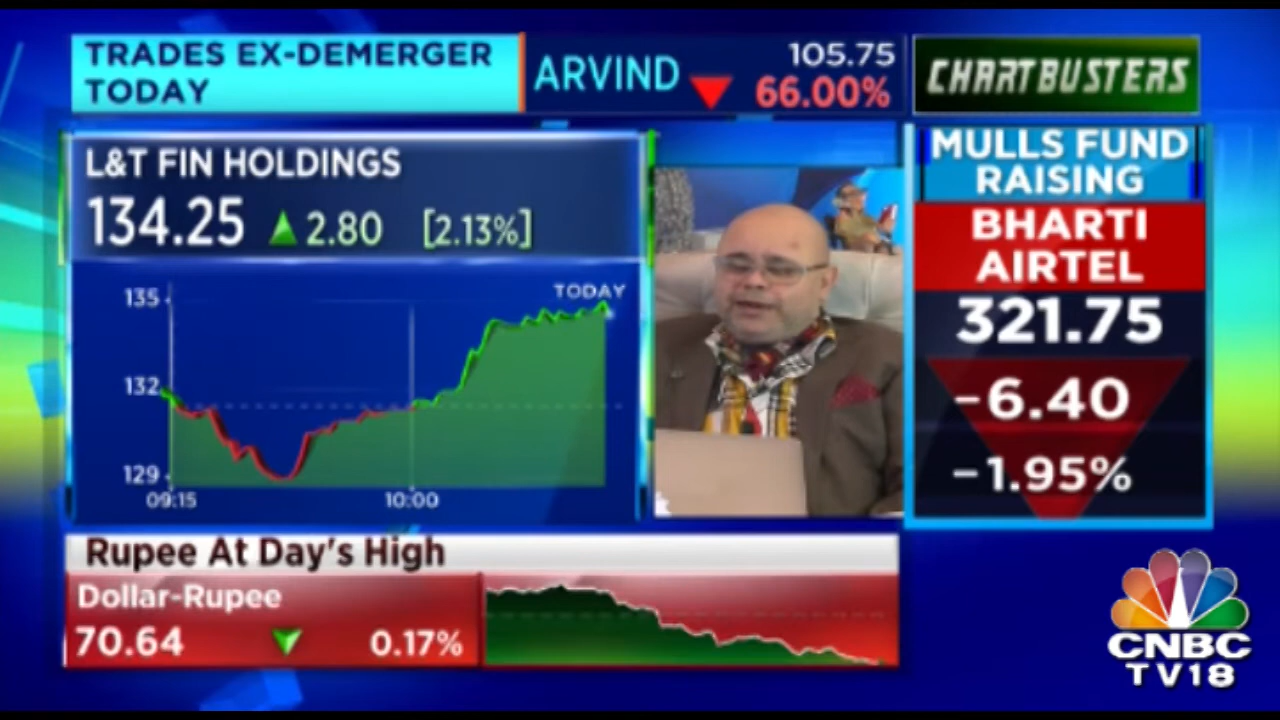 TRADES EX-DEMERGER
TODAY
ARVIND
105.75
66.00%
CHARTBUSTERS
L&T FIN HOLDINGS
134.25 2.80 [2.13%]
TODAY
135
132
129
09:15 10:00
MULLS FUND
RAISING
BHARTI
AIRTEL
321.75
-6.40
-1.95%
Rupee At Day's High
Dollar-Rupee
70.64 0.17%
CNBC
TV18